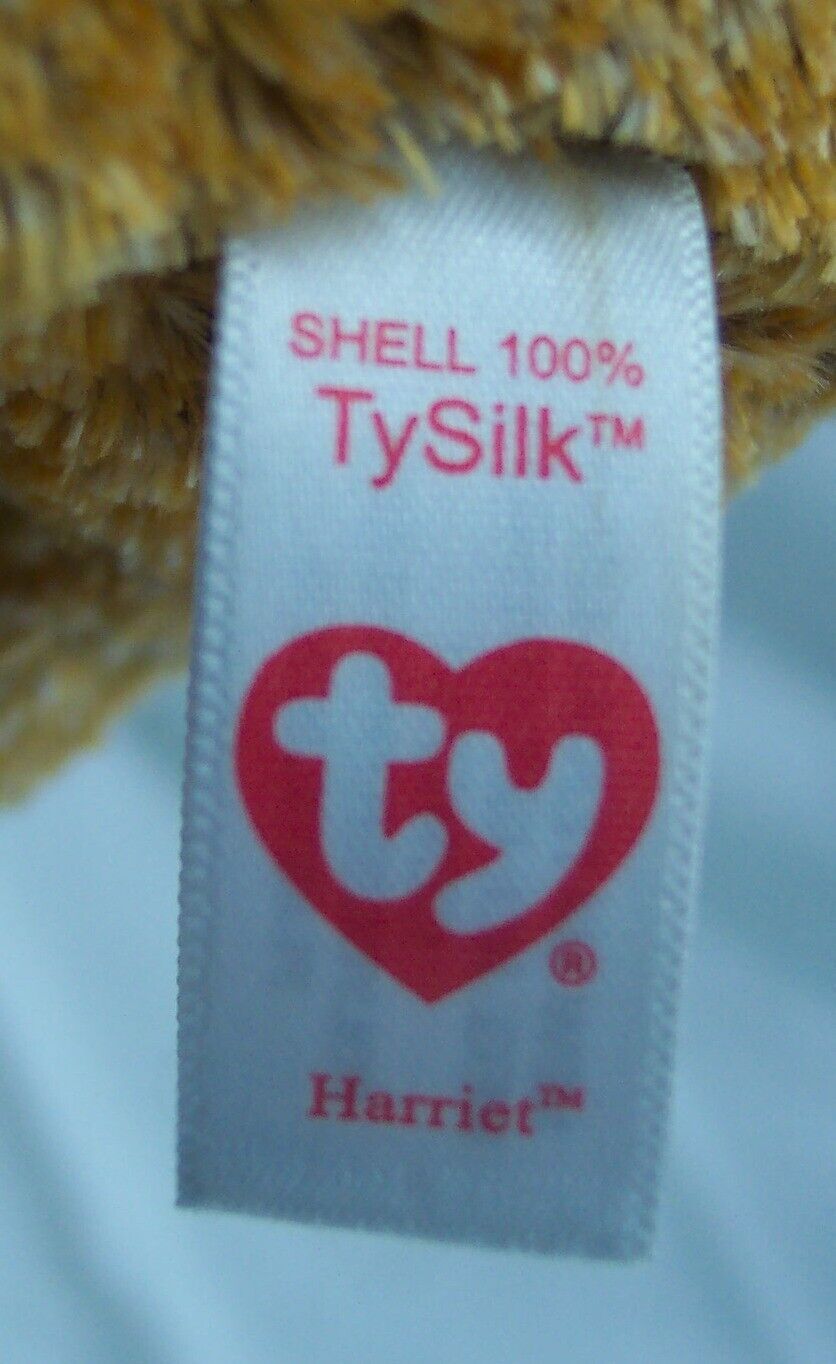 SHELL 100%
TySilk™
ty®
Harriet™